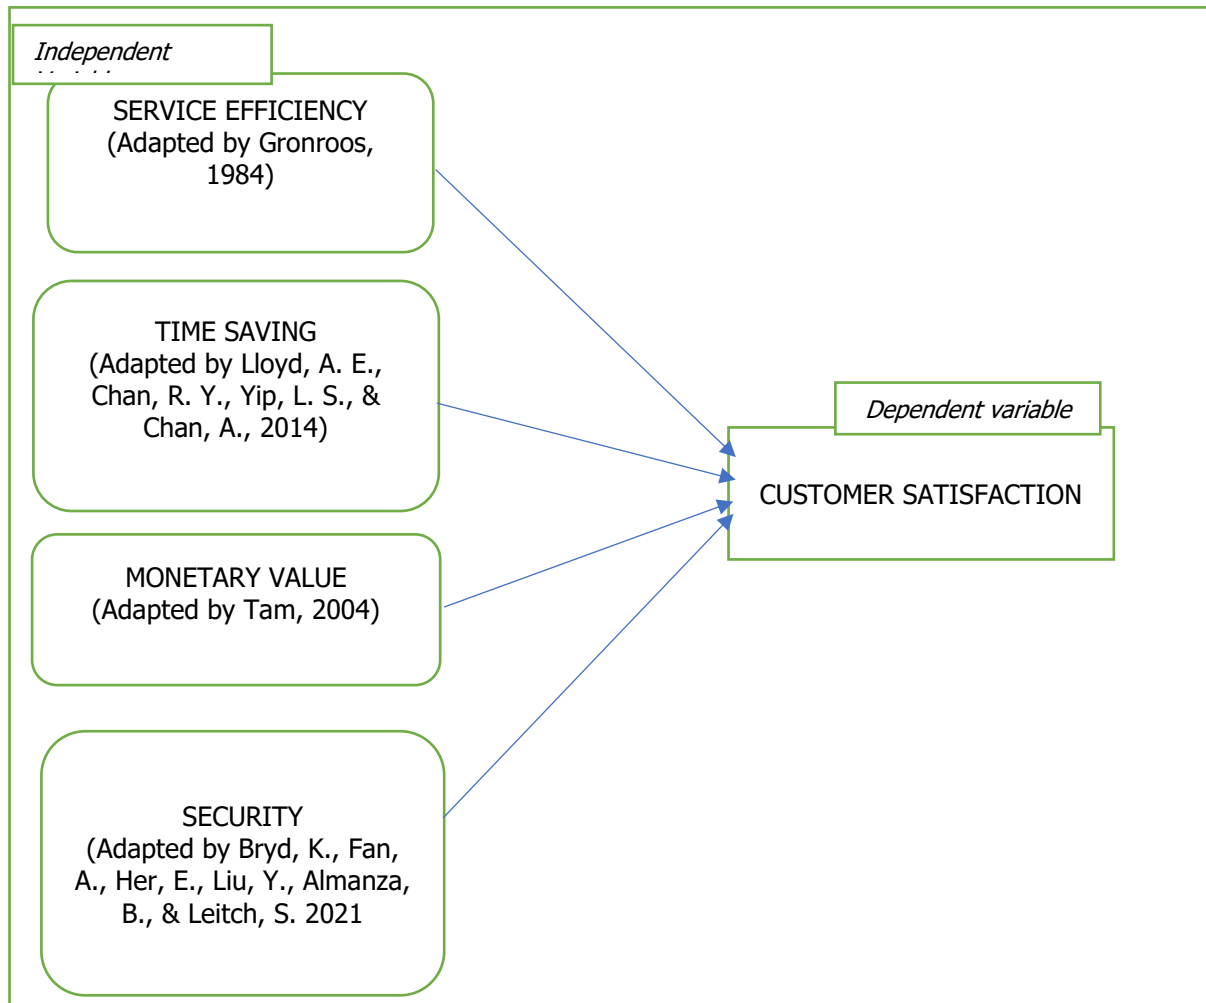 Independent
SERVICE EFFICIENCY
(Adapted by Gronroos,
1984)
TIME SAVING
(Adapted by Lloyd, A. E.,
Chan, R. Y., Yip, L. S., &
Chan, A., 2014)
MONETARY VALUE
(Adapted by Tam, 2004)
SECURITY
(Adapted by Bryd, K., Fan,
A., Her, E., Liu, Y., Almanza,
B., & Leitch, S. 2021
Dependent variable
CUSTOMER SATISFACTION